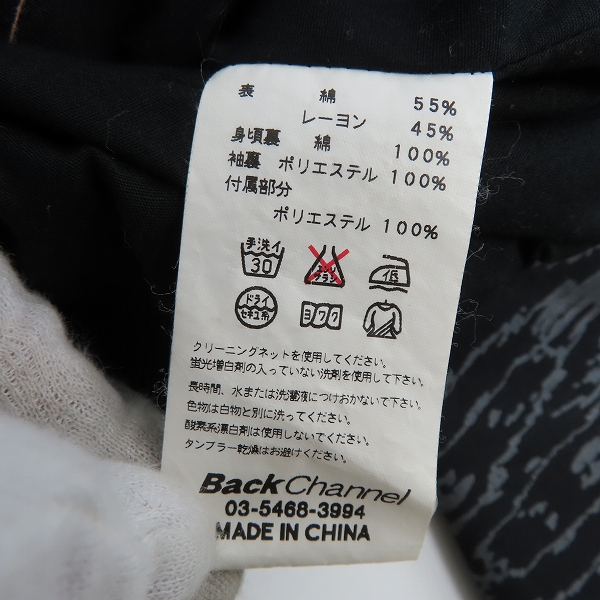 表 綿 55%
レーヨン 45%
身頃裏 綿 100%
袖裏 ポリエステル 100%
付属部分
ポリエステル 100%
手洗イ 30 エンソサラシ 低
ドライ セキユ系 ヨワク
クリーニングネットを使用してください。
蛍光増白剤の入っていない洗剤を使用して下さい。
長時間、水または洗濯液につけおかないで下さい。
色物は白物と別に洗ってください。
酸素系漂白剤は使用しないでください。
タンブラー乾燥はお避けください。
BackChannel
03-5468-3994
MADE IN CHINA